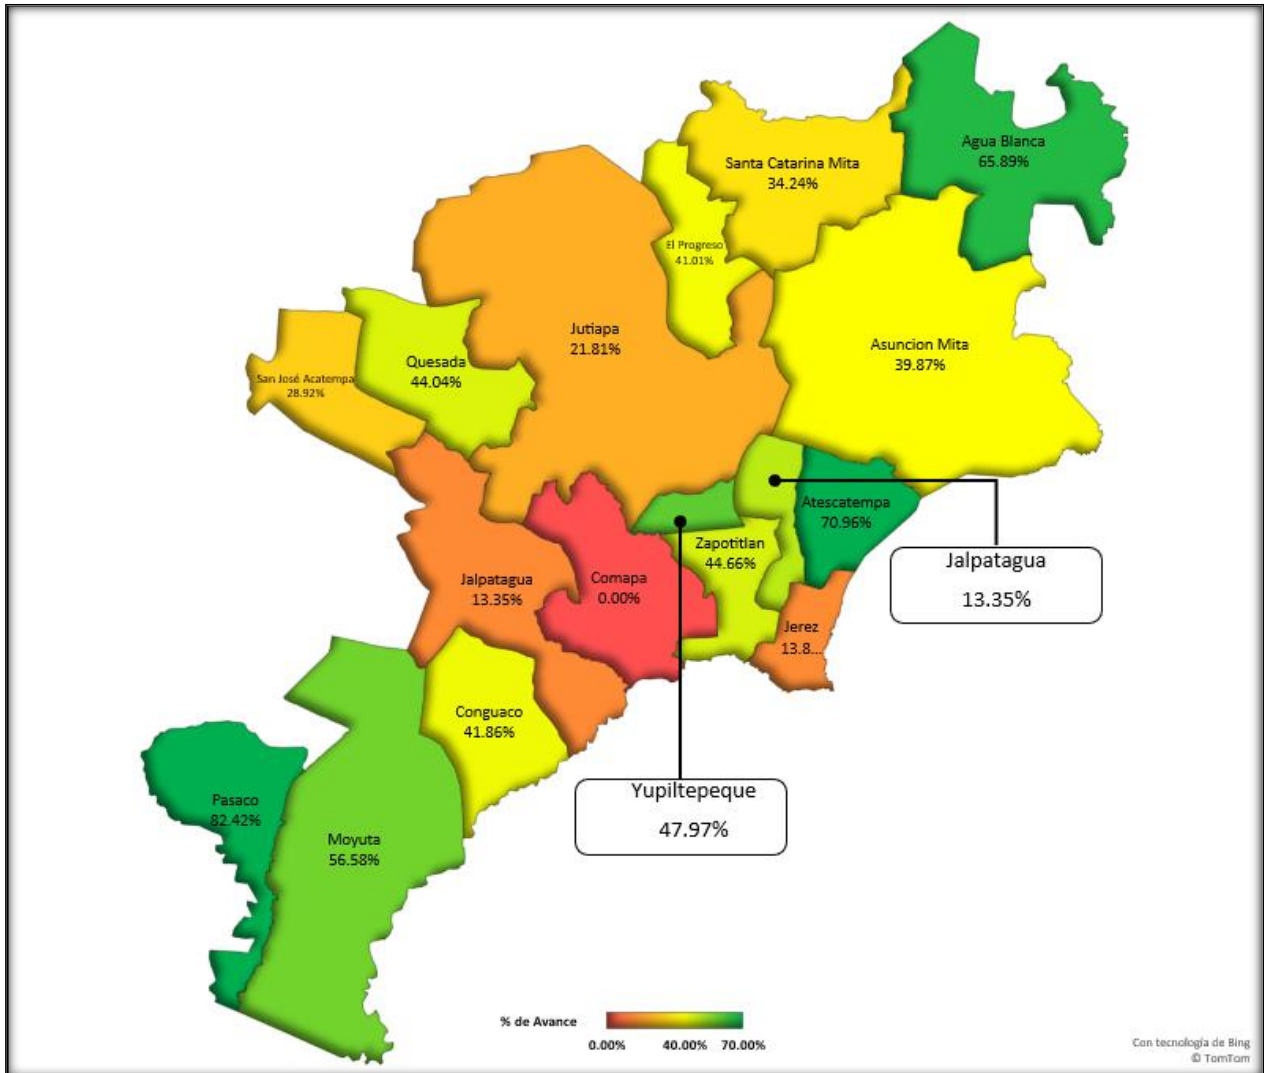 Agua Blanca
65.89%
Santa Catarina Mita
34.24%
El Progreso
41.01%
Jutiapa
21.81%
Asuncion Mita
39.87%
Quesada
44.04%
San José Acatempa
28.92%
Atescatempa
70.96%
Zapotitlan
44.66%
Jalpatagua
13.35%
Jalpatagua
13.35%
Comapa
0.00%
Jerez
13.8...
Conguaco
41.86%
Yupiltepeque
47.97%
Pasaco
82.42%
Moyuta
56.58%
% de Avance
0.00% 40.00% 70.00%
Con tecnología de Bing
© TomTom